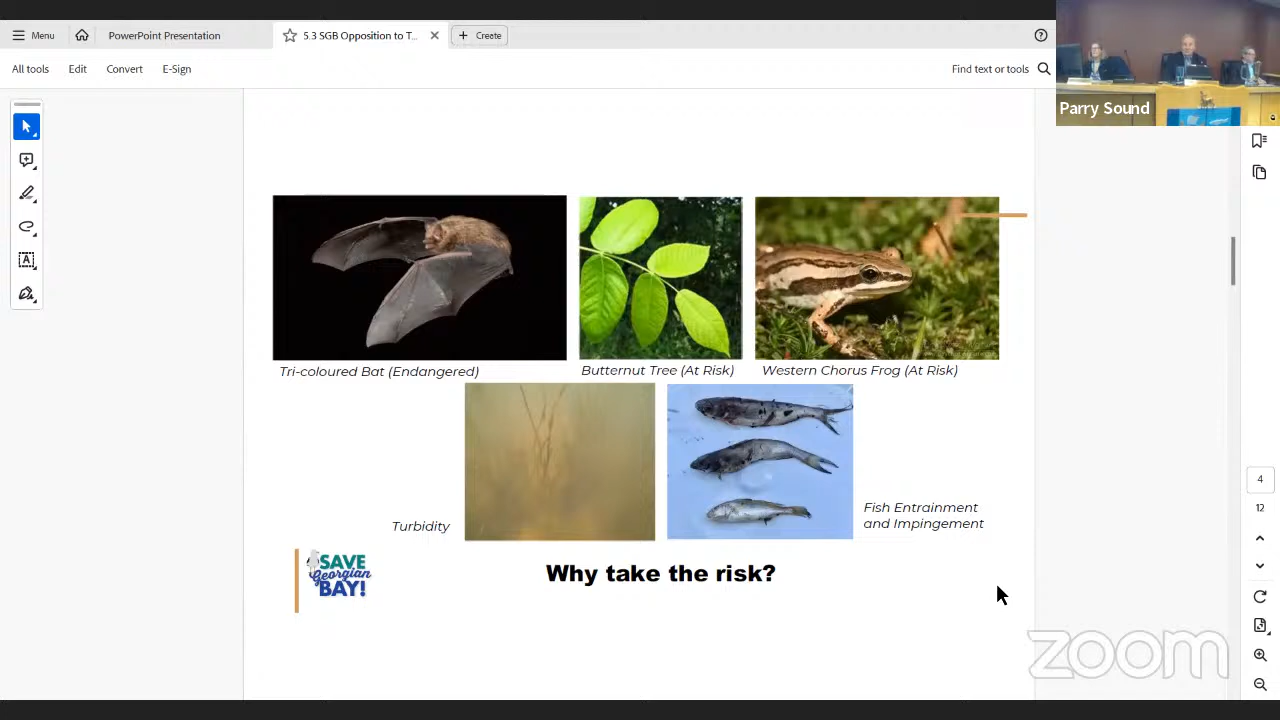 Menu
PowerPoint Presentation
5.3 SGB Opposition to T...
Create
All tools
Edit
Convert
E-Sign
Find text or tools
Parry Sound
Tri-coloured Bat (Endangered)
Butternut Tree (At Risk)
Western Chorus Frog (At Risk)
Turbidity
Fish Entrainment
and Impingement
SAVE
Georgian
BAY!
Why take the risk?
4
12
zoom